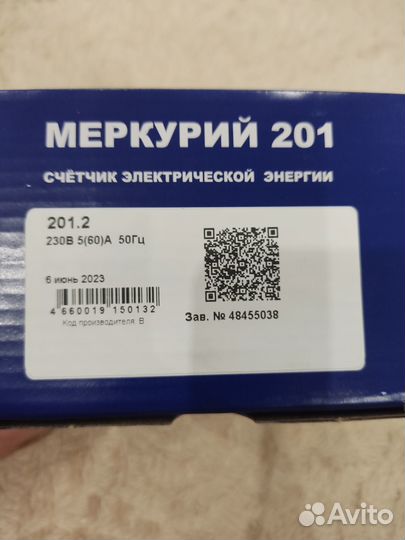 МЕРКУРИЙ 201
СЧЁТЧИК ЭЛЕКТРИЧЕСКОЙ ЭНЕРГИИ
201.2
230В 5(60)А 50Гц
6 июнь 2023
4 660019 150132
Код производителя: В
Зав. № 48455038
Avito